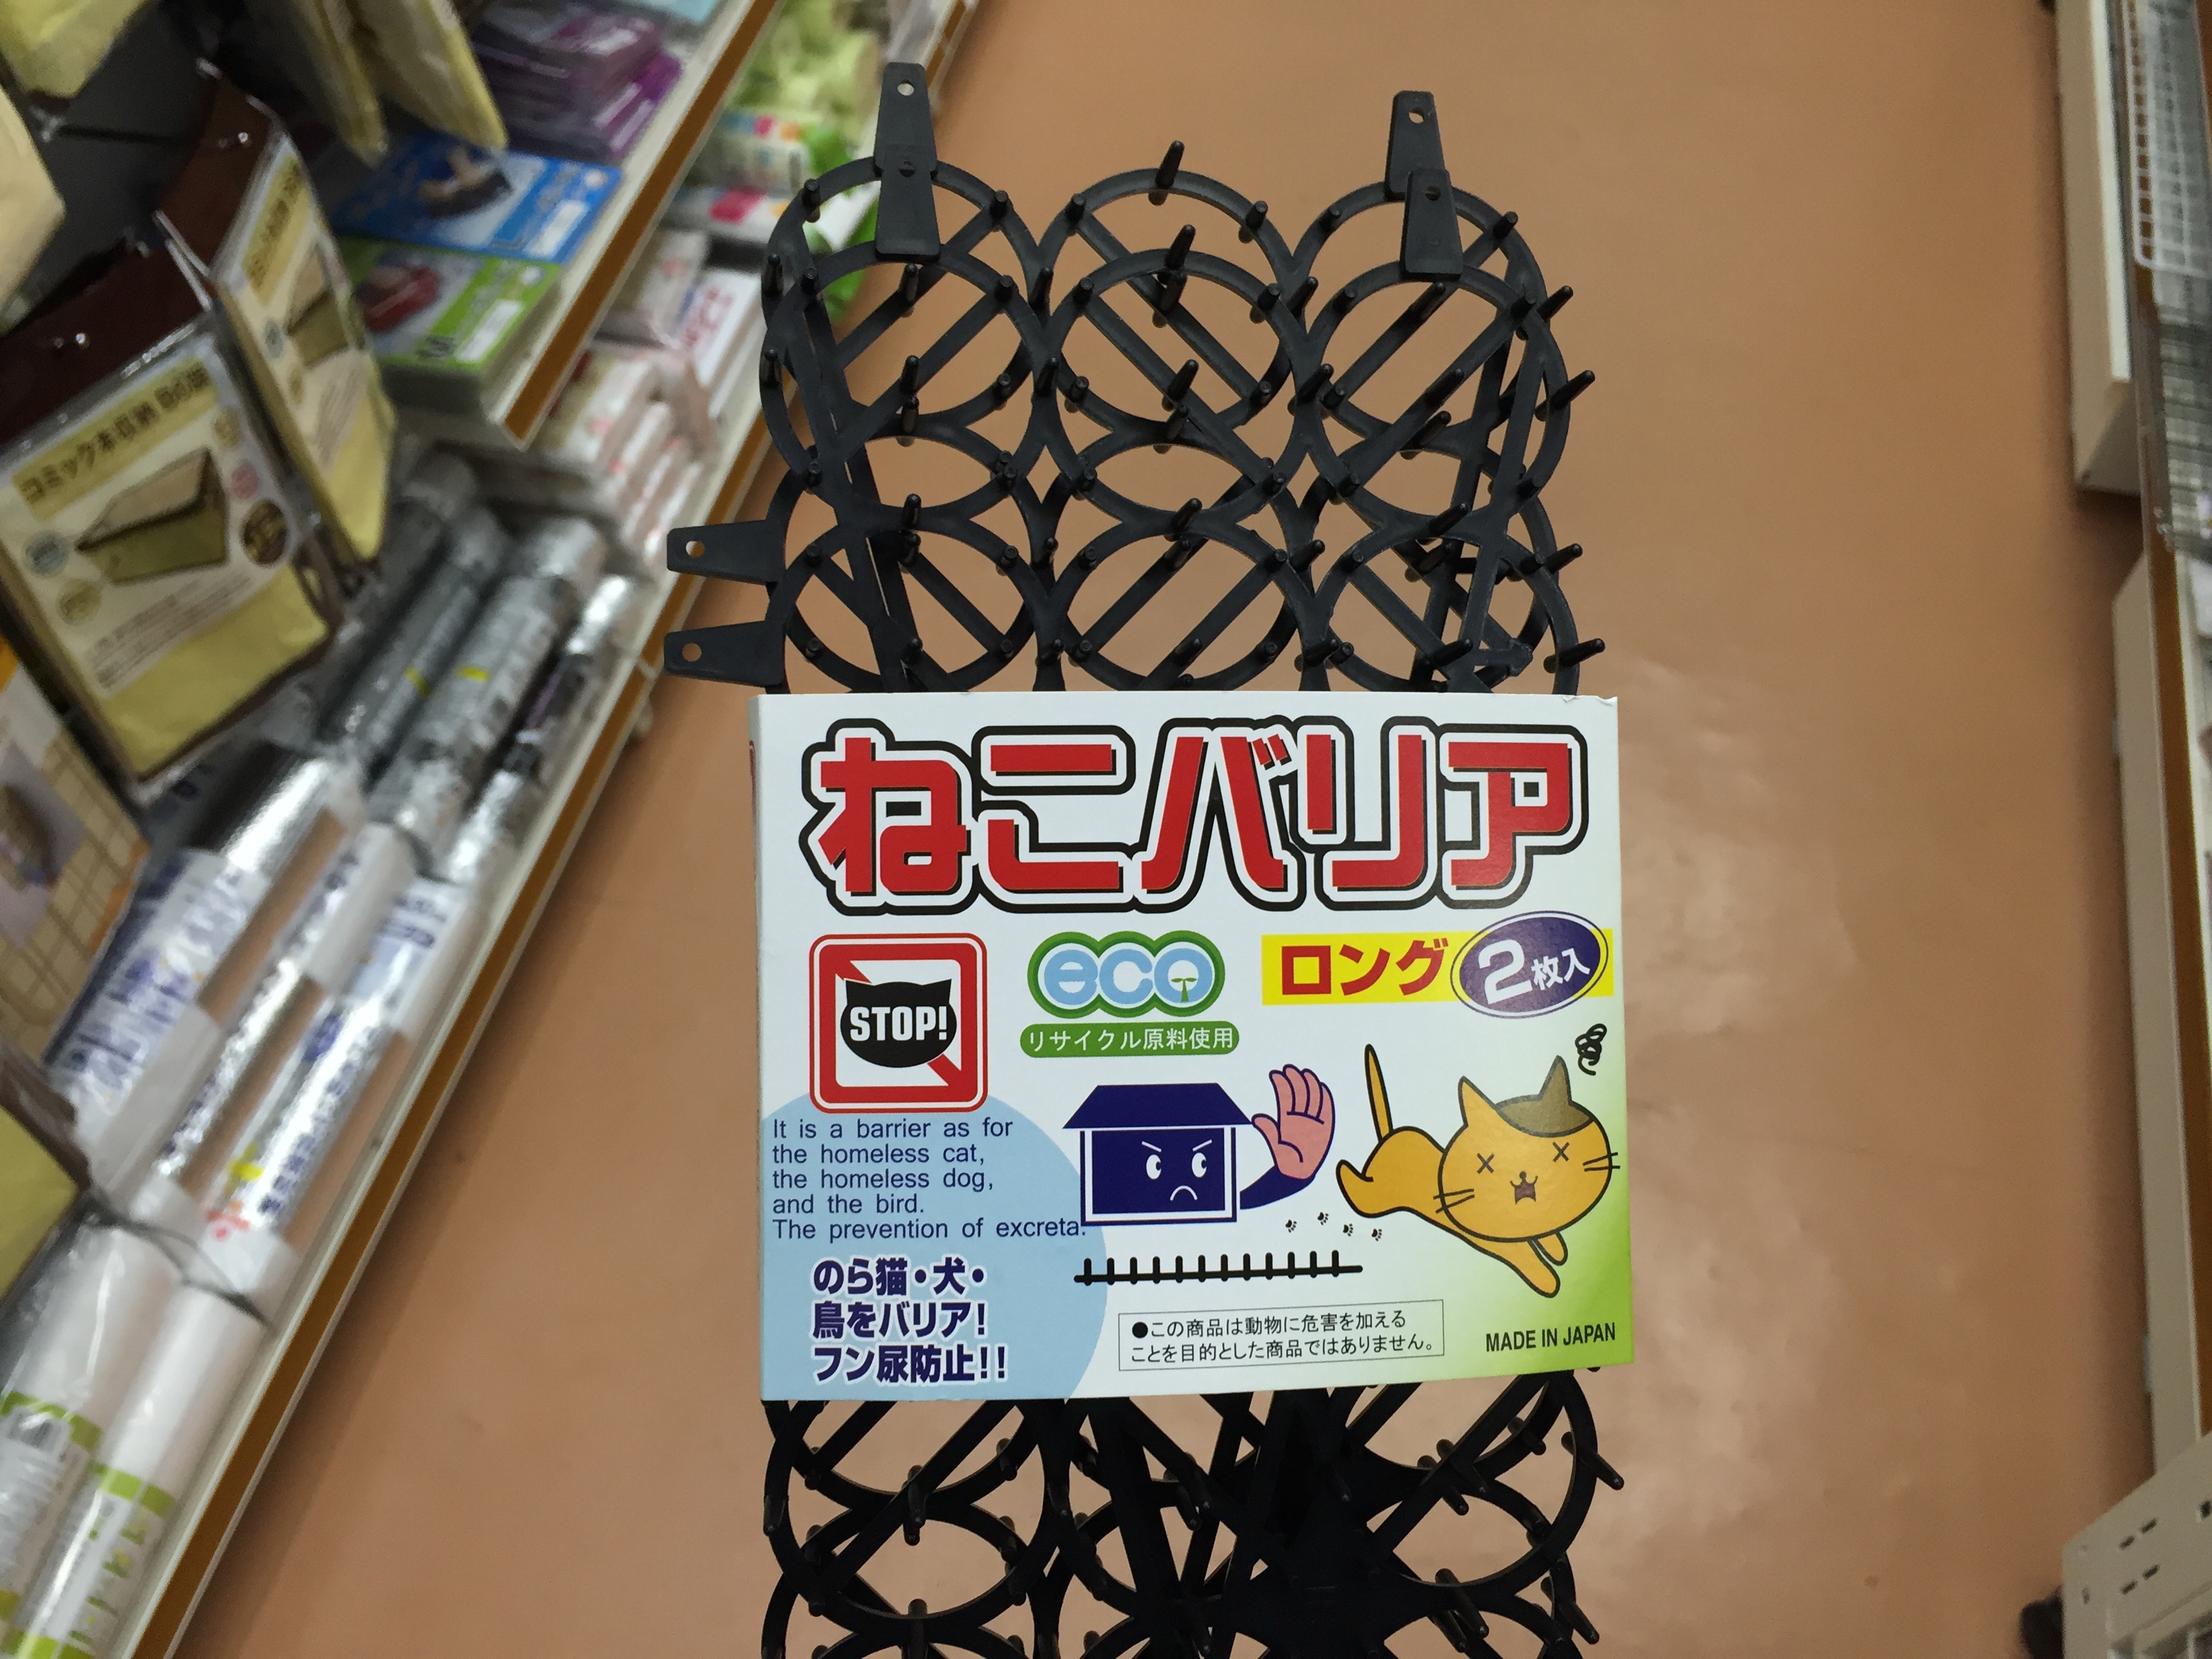 コミック本収納
ねこバリア
STOP!
eco
リサイクル原料使用
ロング
2枚入
It is a barrier as for
the homeless cat,
the homeless dog,
and the bird.
The prevention of excreta.
のら猫・犬・
鳥をバリア!
フン尿防止!!
●この商品は動物に危害を加える
ことを目的とした商品ではありません。
MADE IN JAPAN